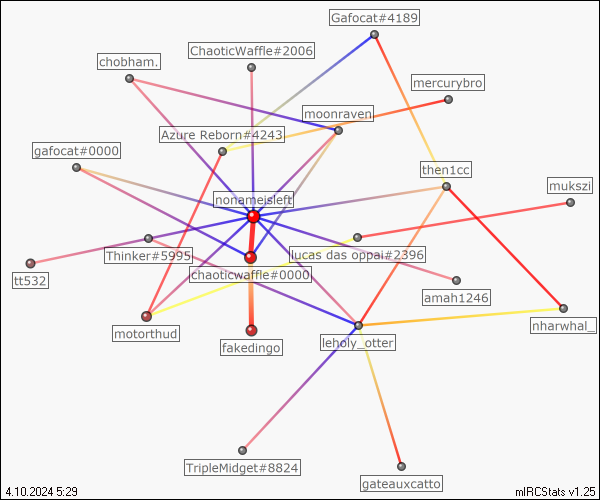 Gafocat#4189
ChaoticWaffle#2006
chobham.
mercurybro
moonraven
Azure Reborn#4243
gafocat#0000
then1cc
mukszi
nonameisleft
Thinker#5995
lucas das oppai#2396
chaoticwaffle#0000
tt532
amah1246
motorthud
nharwhal_
leholy_otter
fakedingo
TripleMidget#8824
gateauxcatto
4.10.2024 5:29
mIRCStats v1.25